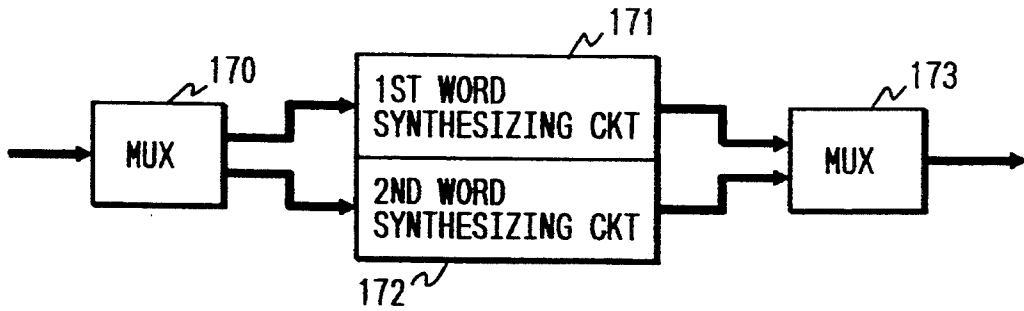 171
170
1ST WORD
SYNTHESIZING CKT
173
MUX
MUX
2ND WORD
SYNTHESIZING CKT
172